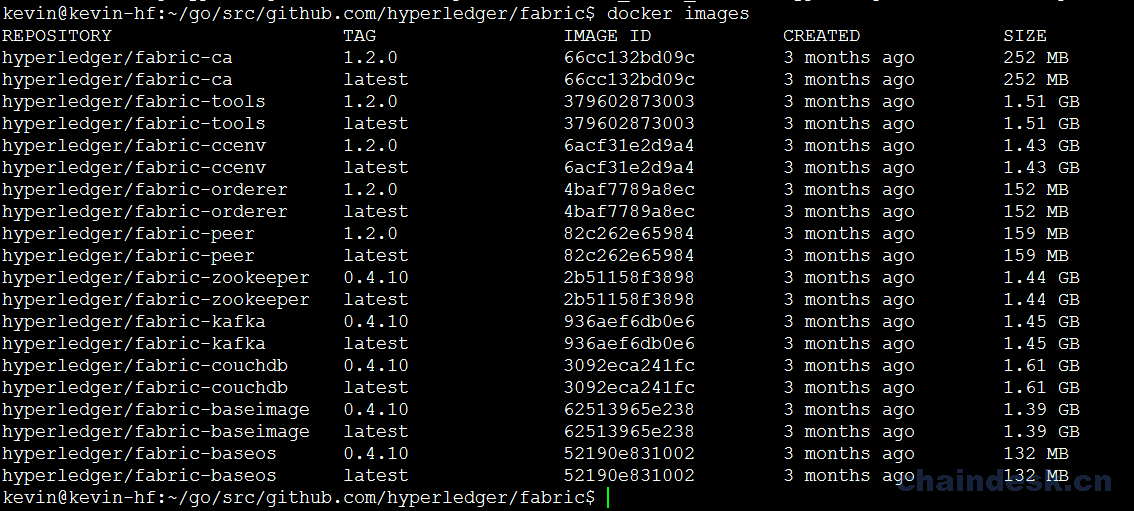 kevin@kevin-hf:~/go/src/github.com/hyperledger/fabric$ docker images
REPOSITORY TAG IMAGE ID CREATED SIZE
hyperledger/fabric-ca 1.2.0 66cc132bd09c 3 months ago 252 MB
hyperledger/fabric-ca latest 66cc132bd09c 3 months ago 252 MB
hyperledger/fabric-tools 1.2.0 379602873003 3 months ago 1.51 GB
hyperledger/fabric-tools latest 379602873003 3 months ago 1.51 GB
hyperledger/fabric-ccenv 1.2.0 6acf31e2d9a4 3 months ago 1.43 GB
hyperledger/fabric-ccenv latest 6acf31e2d9a4 3 months ago 1.43 GB
hyperledger/fabric-orderer 1.2.0 4baf7789a8ec 3 months ago 152 MB
hyperledger/fabric-orderer latest 4baf7789a8ec 3 months ago 152 MB
hyperledger/fabric-peer 1.2.0 82c262e65984 3 months ago 159 MB
hyperledger/fabric-peer latest 82c262e65984 3 months ago 159 MB
hyperledger/fabric-zookeeper 0.4.10 2b51158f3898 3 months ago 1.44 GB
hyperledger/fabric-zookeeper latest 2b51158f3898 3 months ago 1.44 GB
hyperledger/fabric-kafka 0.4.10 936aef6db0e6 3 months ago 1.45 GB
hyperledger/fabric-kafka latest 936aef6db0e6 3 months ago 1.45 GB
hyperledger/fabric-couchdb 0.4.10 3092eca241fc 3 months ago 1.61 GB
hyperledger/fabric-couchdb latest 3092eca241fc 3 months ago 1.61 GB
hyperledger/fabric-baseimage 0.4.10 62513965e238 3 months ago 1.39 GB
hyperledger/fabric-baseimage latest 62513965e238 3 months ago 1.39 GB
hyperledger/fabric-baseos 0.4.10 52190e831002 3 months ago 132 MB
hyperledger/fabric-baseos latest 52190e831002 3 months ago 132 MB
kevin@kevin-hf:~/go/src/github.com/hyperledger/fabric$
chaindesk.cn